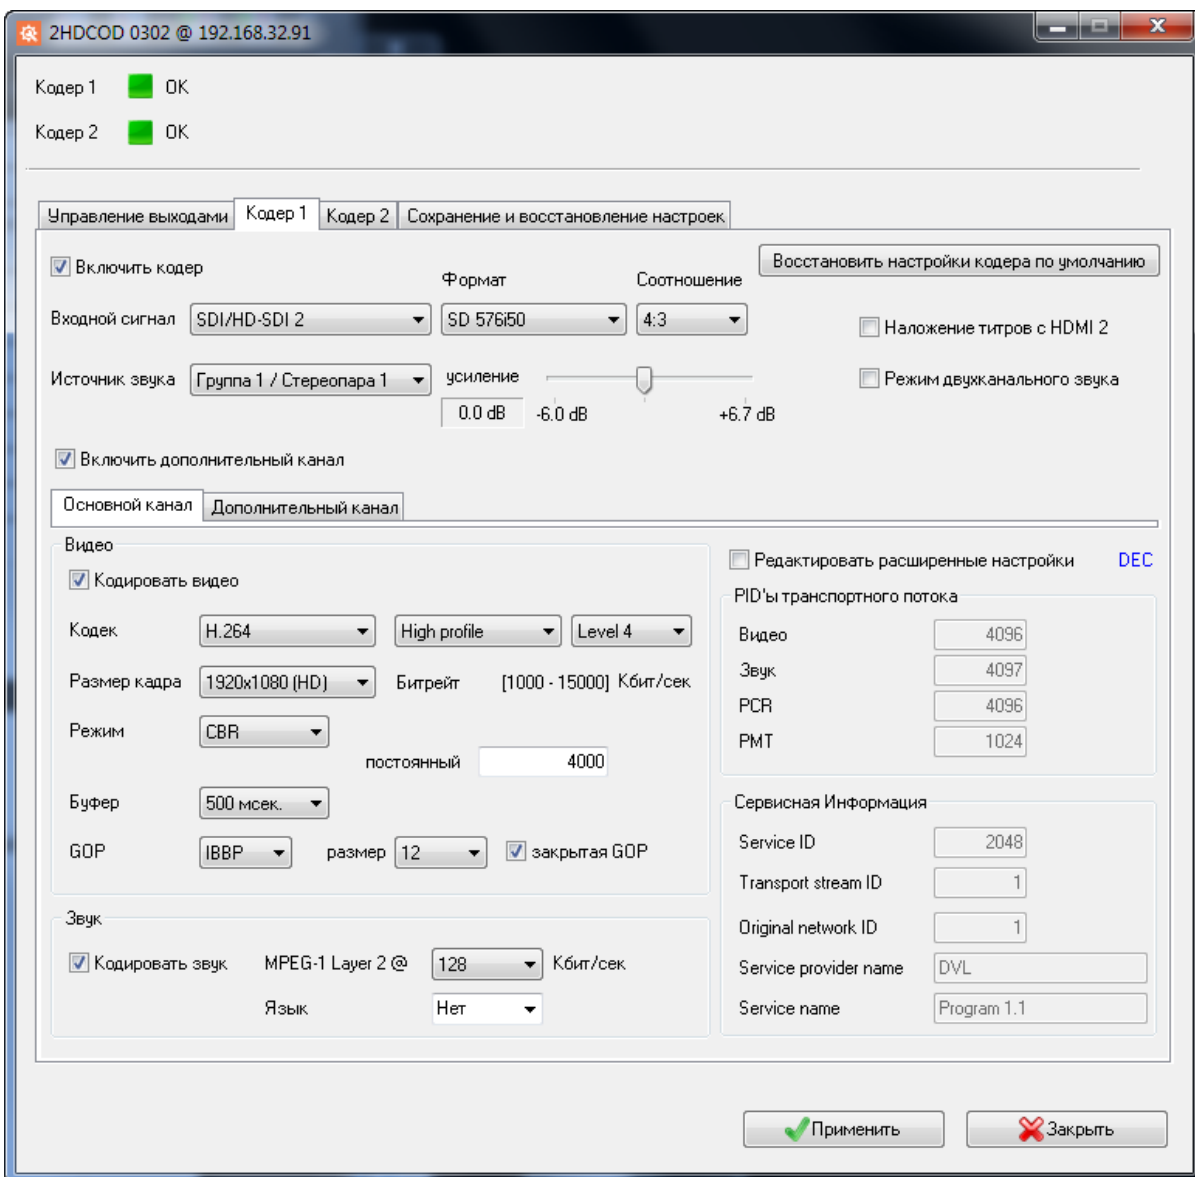 2HDCOD 0302 @ 192.168.32.91
Кодер 1 OK
Кодер 2 OK
Управление выходами Кодер 1 Кодер 2 Сохранение и восстановление настроек
Включить кодер Формат Соотношение Восстановить настройки кодера по умолчанию
Входной сигнал SDI/HD-SDI 2 SD 576i50 4:3 Наложение титров с HDMI 2
Источник звука Группа 1 / Стереопара 1 усиление Режим двухканального звука
0.0 dB -6.0 dB +6.7 dB
Включить дополнительный канал
Основной канал Дополнительный канал
Видео
Кодировать видео
Кодек H.264 High profile Level 4
Размер кадра 1920x1080 (HD) Битрейт [1000 - 15000] Кбит/сек
Режим CBR
постоянный 4000
Буфер 500 мсек.
GOP IBBP размер 12 закрытая GOP
Звук
Кодировать звук MPEG-1 Layer 2 @ 128 Кбит/сек
Язык Нет
Редактировать расширенные настройки DEC
PID'ы транспортного потока
Видео 4096
Звук 4097
PCR 4096
PMT 1024
Сервисная Информация
Service ID 2048
Transport stream ID 1
Original network ID 1
Service provider name DVL
Service name Program 1.1
Применить Закрыть